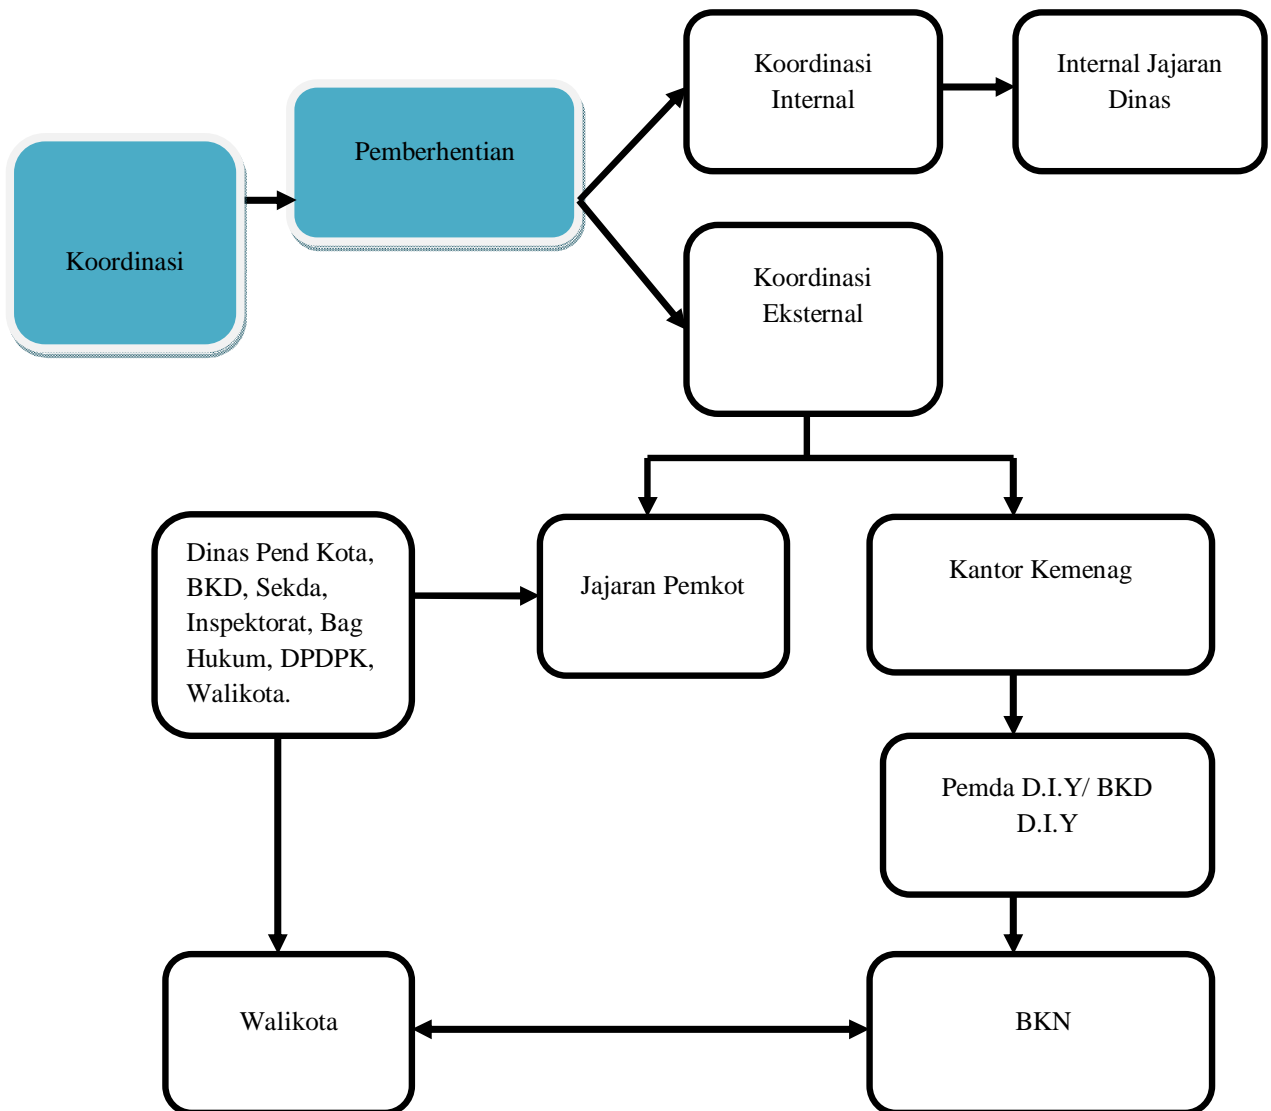 Koordinasi
Pemberhentian
Koordinasi
Internal
Internal Jajaran
Dinas
Koordinasi
Eksternal
Dinas Pend Kota,
BKD, Sekda,
Inspektorat, Bag
Hukum, DPDPK,
Walikota.
Jajaran Pemkot
Kantor Kemenag
Pemda D.I.Y/ BKD
D.I.Y
Walikota
BKN